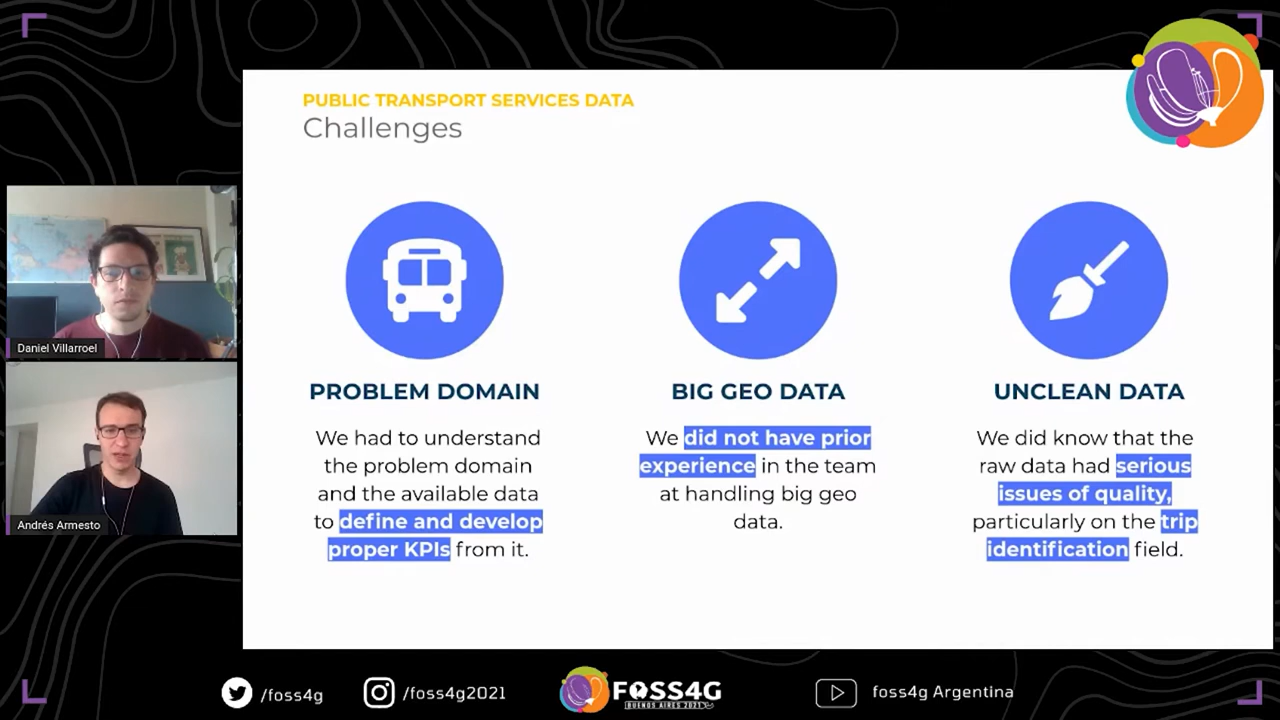 PUBLIC TRANSPORT SERVICES DATA
Challenges
PROBLEM DOMAIN
We had to understand
the problem domain
and the available data
to define and develop
proper KPIs from it.
BIG GEO DATA
We did not have prior
experience in the team
at handling big geo
data.
UNCLEAN DATA
We did know that the
raw data had serious
issues of quality,
particularly on the trip
identification field.
Daniel Villarroel
Andrés Armesto
/foss4g
/foss4g2021
FOSS4G
BUENOS AIRES 2021
foss4g Argentina